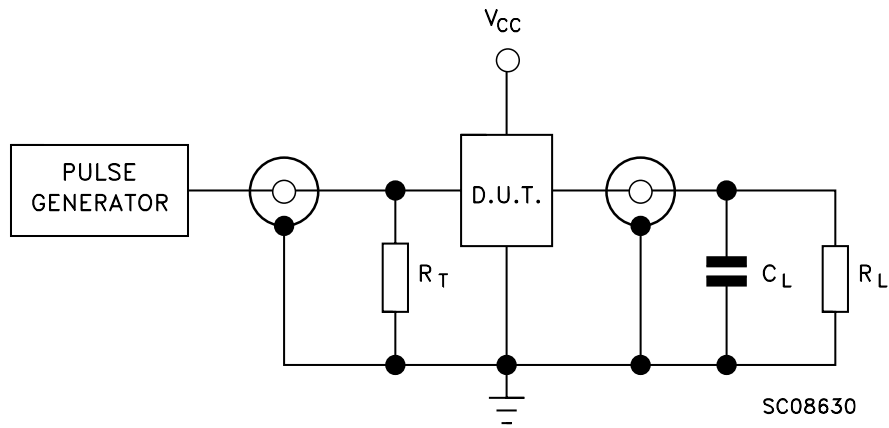 VCC
PULSE
GENERATOR
D.U.T.
RT
CL
RL
SC08630